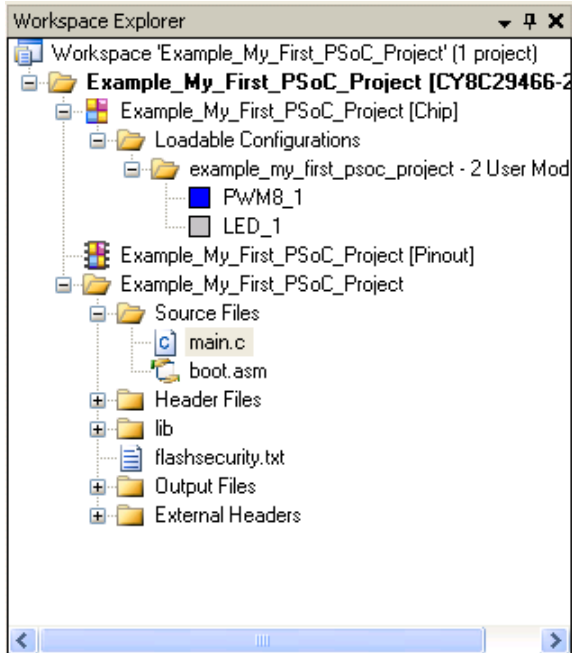 Workspace Explorer
Workspace 'Example_My_First_PSoC_Project' (1 project)
Example_My_First_PSoC_Project [CY8C29466-2
Example_My_First_PSoC_Project [Chip]
Loadable Configurations
example_my_first_psoc_project - 2 User Mod
PWM8_1
LED_1
Example_My_First_PSoC_Project [Pinout]
Example_My_First_PSoC_Project
Source Files
main.c
boot.asm
Header Files
lib
flashsecurity.txt
Output Files
External Headers